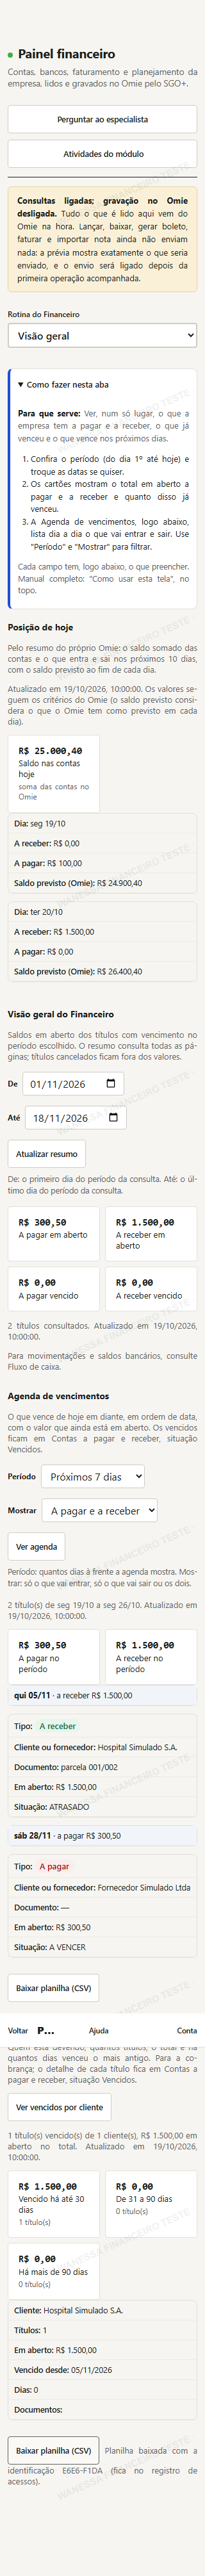 Painel financeiro
Contas, bancos, faturamento e planejamento da
empresa, lidos e gravados no Omie pelo SGO+.
Perguntar ao especialista
Atividades do módulo
Consultas ligadas; gravação no Omie
desligada. Tudo o que é lido aqui vem do
Omie na hora. Lançar, baixar, gerar boleto,
faturar e importar nota ainda não enviam
nada: a prévia mostra exatamente o que seria
enviado, e o envio será ligado depois da
primeira operação acompanhada.
Rotina do Financeiro
Visão geral
▼ Como fazer nesta aba
Para que serve: Ver, num só lugar, o que a
empresa tem a pagar e a receber, o que já
venceu e o que vence nos próximos dias.
1. Confira o período (do dia 1º até hoje) e
troque as datas se quiser.
2. Os cartões mostram o total em aberto a
pagar e a receber e quanto disso já
venceu.
3. A Agenda de vencimentos, logo abaixo,
lista dia a dia o que vai entrar e sair. Use
"Período" e "Mostrar" para filtrar.
Cada campo tem, logo abaixo, o que preencher.
Manual completo: "Como usar esta tela", no
topo.
Posição de hoje
Pelo resumo do próprio Omie: o saldo somado das
contas e o que entra e sai nos próximos 10 dias,
com o saldo previsto ao fim de cada dia.
Atualizado em 19/10/2026, 10:00:00. Os valores se-
guem os critérios do Omie (o saldo previsto consi-
dera o que o Omie tem como previsto em cada
dia).
R$ 25.000,40
Saldo nas contas
hoje
soma das contas no
Omie
Dia: seg 19/10
A receber: R$ 0,00
A pagar: R$ 100,00
Saldo previsto (Omie): R$ 24.900,40
Dia: ter 20/10
A receber: R$ 1.500,00
A pagar: R$ 0,00
Saldo previsto (Omie): R$ 26.400,40
Visão geral do Financeiro
Saldos em aberto dos títulos com vencimento no
período escolhido. O resumo consulta todas as pá-
ginas; títulos cancelados ficam fora dos valores.
De 01/11/2026
Até 18/11/2026
Atualizar resumo
De: o primeiro dia do período da consulta. Até: o úl-
timo dia do período da consulta.
R$ 300,50
A pagar em aberto
R$ 1.500,00
A receber em
aberto
R$ 0,00
A pagar vencido
R$ 0,00
A receber vencido
2 títulos consultados. Atualizado em 19/10/2026,
10:00:00.
Para movimentações e saldos bancários, consulte
Fluxo de caixa.
Agenda de vencimentos
O que vence de hoje em diante, em ordem de data,
com o valor que ainda está em aberto. Os vencidos
ficam em Contas a pagar e receber, situação
Vencidos.
Período Próximos 7 dias
Mostrar A pagar e a receber
Ver agenda
Período: quantos dias à frente a agenda mostra. Mos-
trar: só o que vai entrar, só o que vai sair ou os dois.
2 título(s) de seg 19/10 a seg 26/10. Atualizado em
19/10/2026, 10:00:00.
R$ 300,50
A pagar no
período
R$ 1.500,00
A receber no
período
qui 05/11 · a receber R$ 1.500,00
Tipo: A receber
Cliente ou fornecedor: Hospital Simulado S.A.
Documento: parcela 001/002
Em aberto: R$ 1.500,00
Situação: ATRASADO
sáb 28/11 · a pagar R$ 300,50
Tipo: A pagar
Cliente ou fornecedor: Fornecedor Simulado Ltda
Documento: —
Em aberto: R$ 300,50
Situação: A VENCER
Baixar planilha (CSV)
Voltar P... Ajuda Conta
Quem está devendo, quantos títulos, o total e há
quantos dias venceu o mais antigo. Para a co-
brança; o detalhe de cada título fica em Contas a
pagar e receber, situação Vencidos.
Ver vencidos por cliente
1 título(s) vencido(s) de 1 cliente(s), R$ 1.500,00 em
aberto no total. Atualizado em 19/10/2026,
10:00:00.
R$ 1.500,00
Vencido há até 30
dias
1 título(s)
R$ 0,00
De 31 a 90 dias
0 título(s)
R$ 0,00
Há mais de 90 dias
0 título(s)
Cliente: Hospital Simulado S.A.
Títulos: 1
Em aberto: R$ 1.500,00
Vencido desde: 05/11/2026
Dias: 0
Documentos:
Baixar planilha (CSV) Planilha baixada com a
identificação E6E6-F1DA (fica no registro de
acessos).
WANESSA FINANCEIRO TESTE